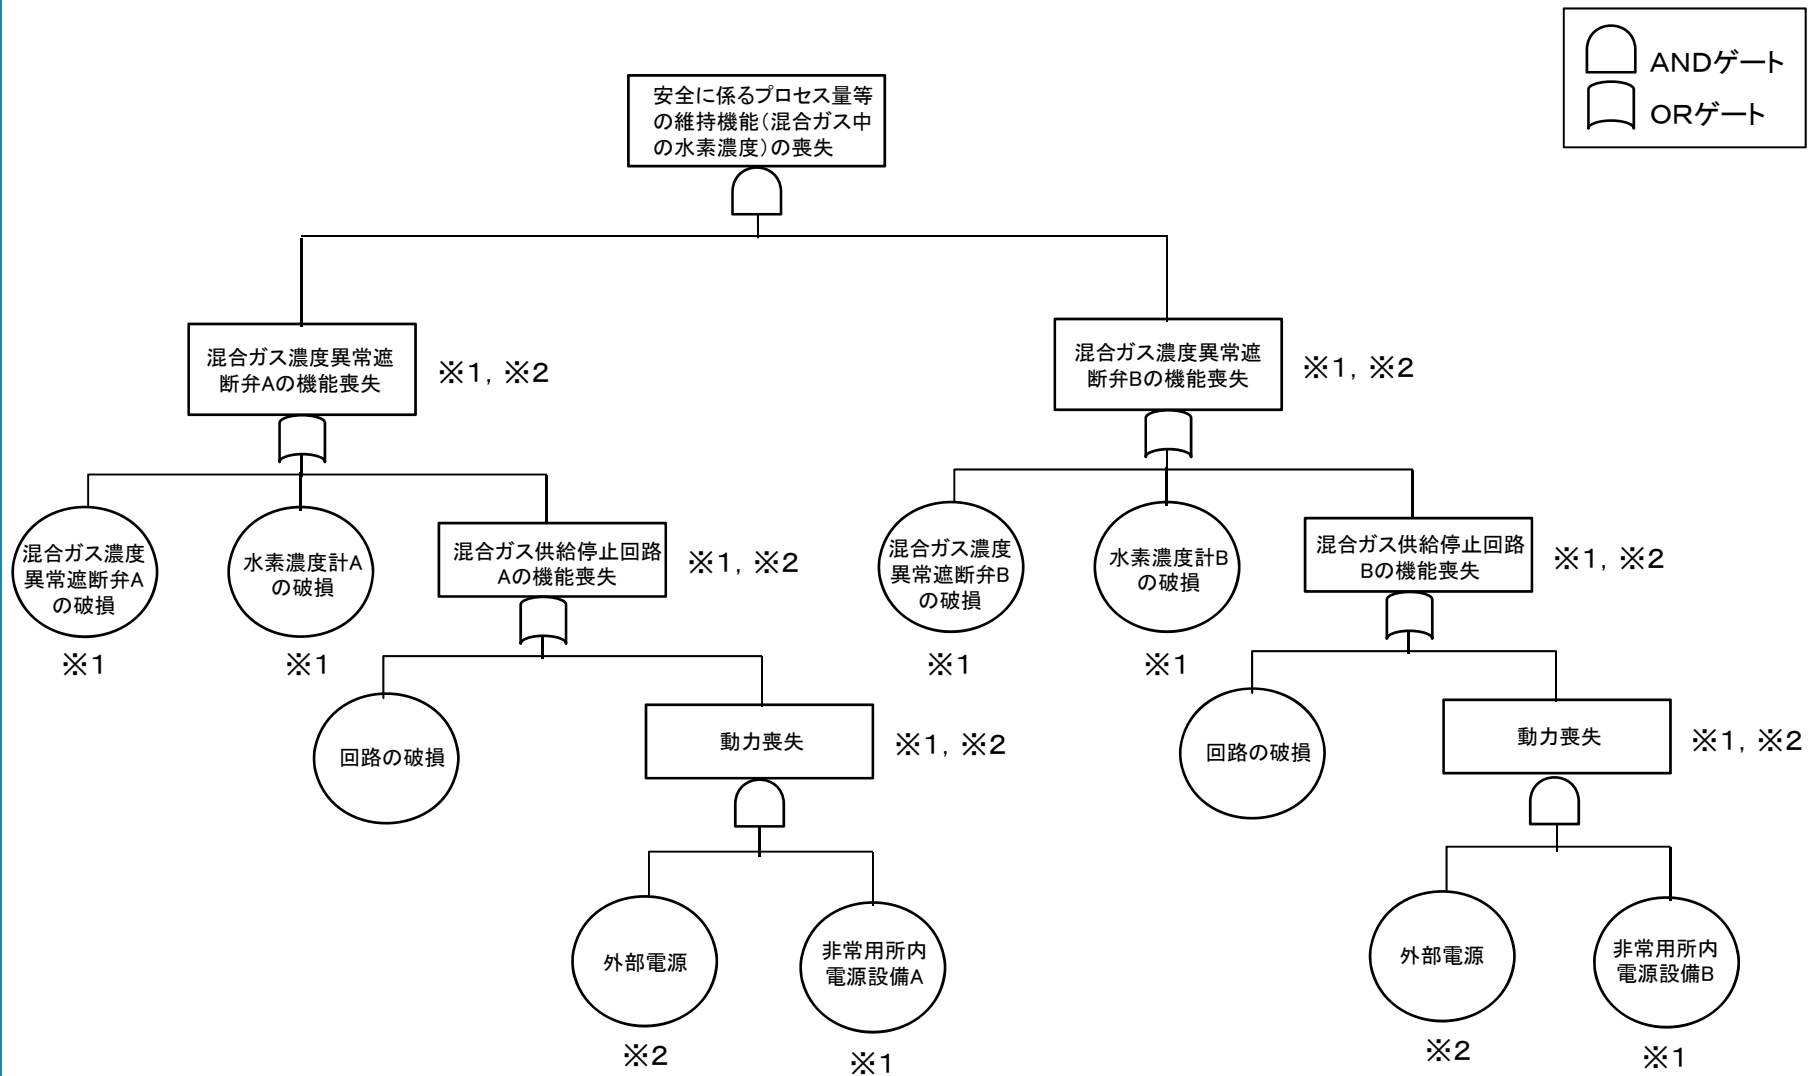 ANDゲート
ORゲート
安全に係るプロセス量等
の維持機能(混合ガス中
の水素濃度)の喪失
混合ガス濃度異常遮
断弁Aの機能喪失
※1, ※2
混合ガス濃度異常遮
断弁Bの機能喪失
※1, ※2
混合ガス濃度
異常遮断弁A
の破損
※1
水素濃度計A
の破損
※1
混合ガス供給停止回路
Aの機能喪失
※1, ※2
混合ガス濃度
異常遮断弁B
の破損
※1
水素濃度計B
の破損
※1
混合ガス供給停止回路
Bの機能喪失
※1, ※2
回路の破損
動力喪失
※1, ※2
回路の破損
動力喪失
※1, ※2
外部電源
※2
非常用所内
電源設備A
※1
外部電源
※2
非常用所内
電源設備B
※1